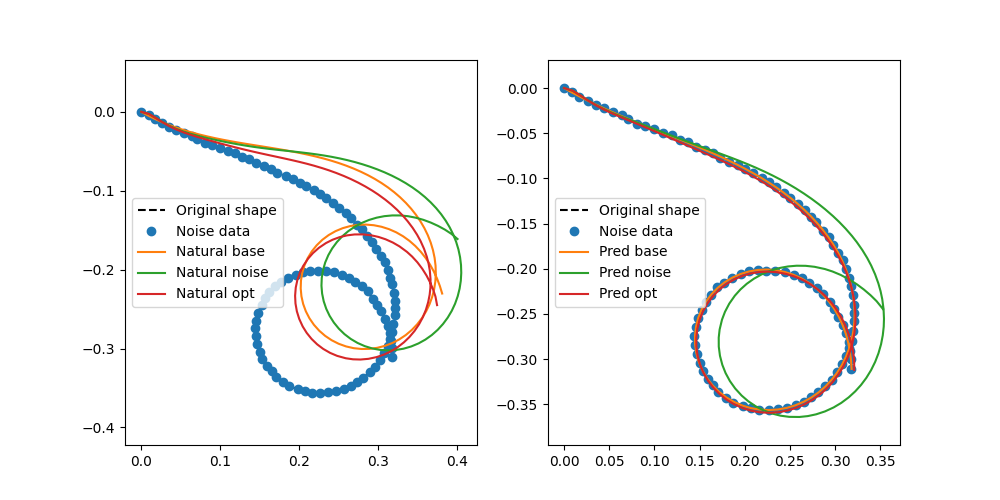 0.0
−0.1
−0.2
−0.3
−0.4
0.0
0.1
0.2
0.3
0.4
Original shape
Noise data
Natural base
Natural noise
Natural opt
0.00
−0.05
−0.10
−0.15
−0.20
−0.25
−0.30
−0.35
0.00
0.05
0.10
0.15
0.20
0.25
0.30
0.35
Original shape
Noise data
Pred base
Pred noise
Pred opt